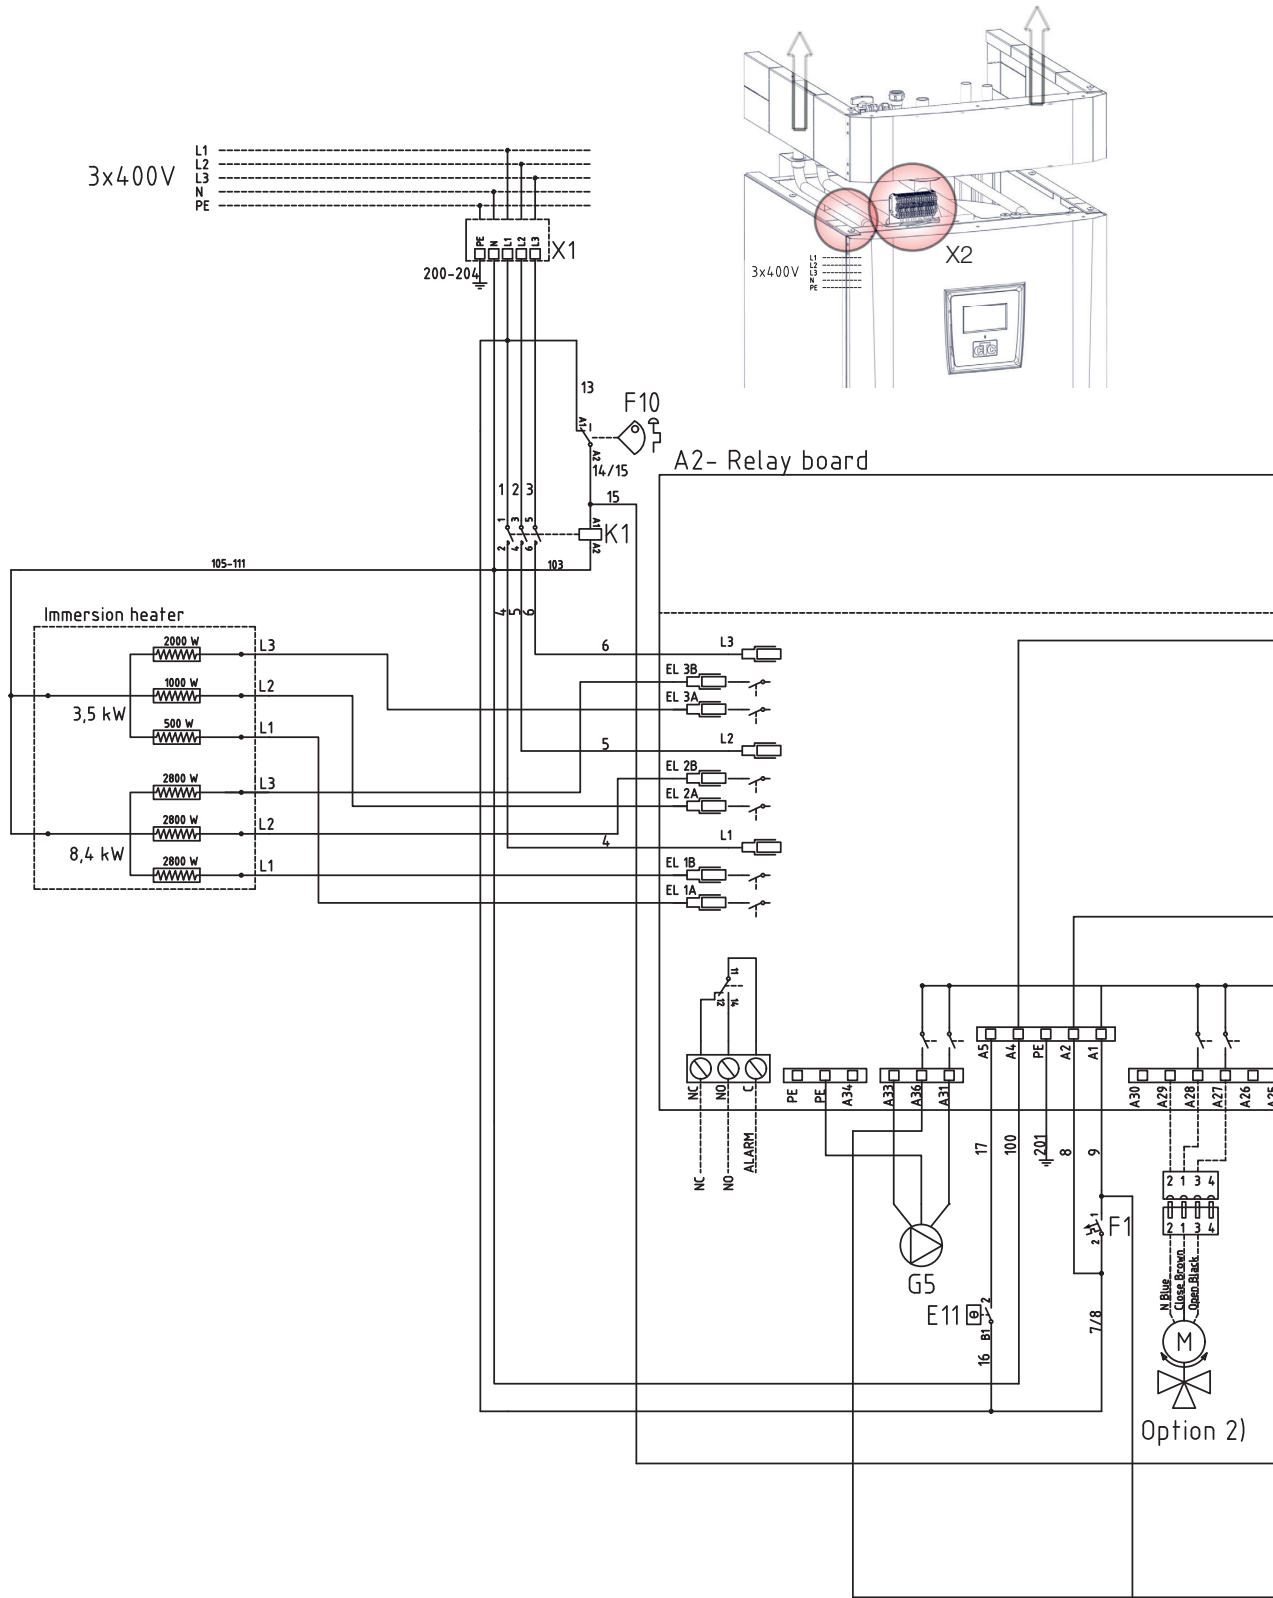 3x400V
L1
L2
L3
N
PE
PE
N
L1
L2
L3
X1
200-204
X2
3x400V
L1
L2
L3
N
PE
13
F10
A1
A2
14/15
A2- Relay board
1
2
3
15
1
3
5
A1
K1
2
4
6
A2
105-111
103
4
5
6
Immersion heater
2000 W
L3
6
L3
EL 3B
1000 W
L2
EL 3A
3,5 kW
500 W
L1
5
L2
EL 2B
2800 W
L3
EL 2A
2800 W
L2
4
L1
8,4 kW
2800 W
L1
EL 1B
EL 1A
11
12
14
NC
NO
C
PE
PE
A34
A33
A36
A31
A5
A4
PE
A2
A1
A30
A29
A28
A27
A26
A25
NC
NO
ALARM
17
100
201
8
9
2 1 3 4
1
F1
2
2 1 3 4
G5
N Blue
Close Brown
Open Black
E11
2
B1
16
7/8
M
Option 2)